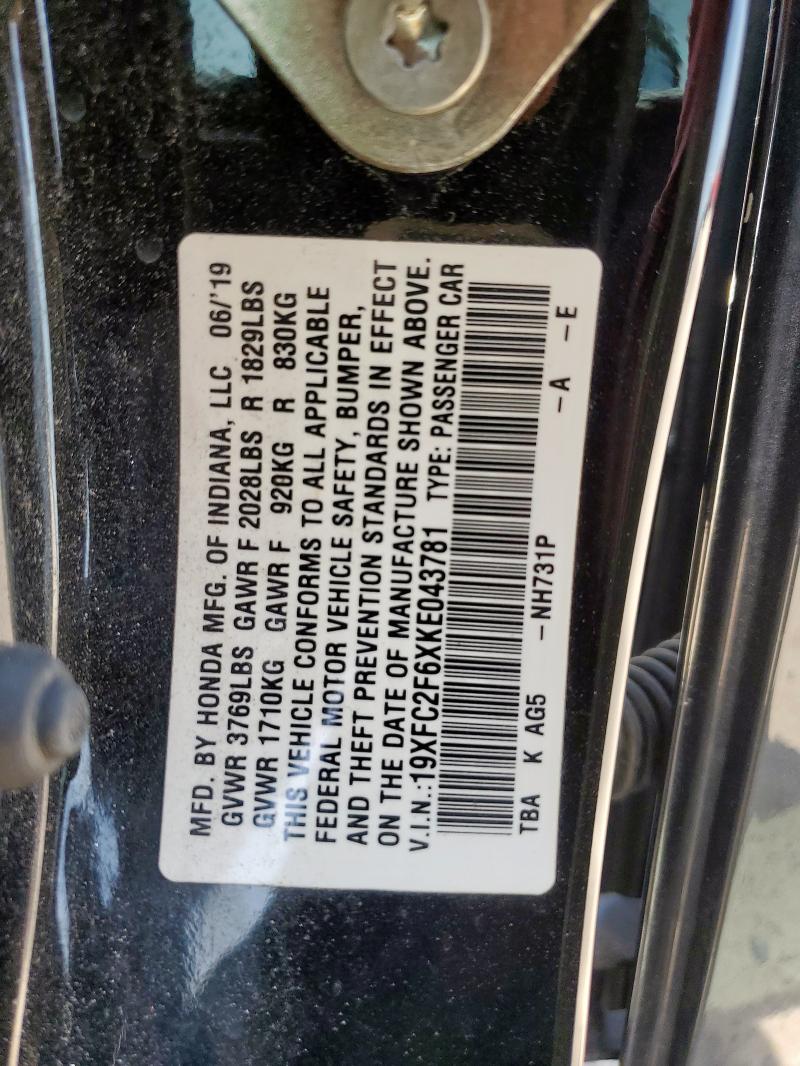 MFD. BY HONDA MFG. OF INDIANA, LLC 06/'19
GVWR 3769LBS GAWR F 2028LBS R 1829LBS
GVWR 1710KG GAWR F 920KG R 830KG
THIS VEHICLE CONFORMS TO ALL APPLICABLE
FEDERAL MOTOR VEHICLE SAFETY, BUMPER,
AND THEFT PREVENTION STANDARDS IN EFFECT
ON THE DATE OF MANUFACTURE SHOWN ABOVE.
V.I.N.:19XFC2F6XKE043781 TYPE: PASSENGER CAR
TBA K AG5 -NH731P -A -E